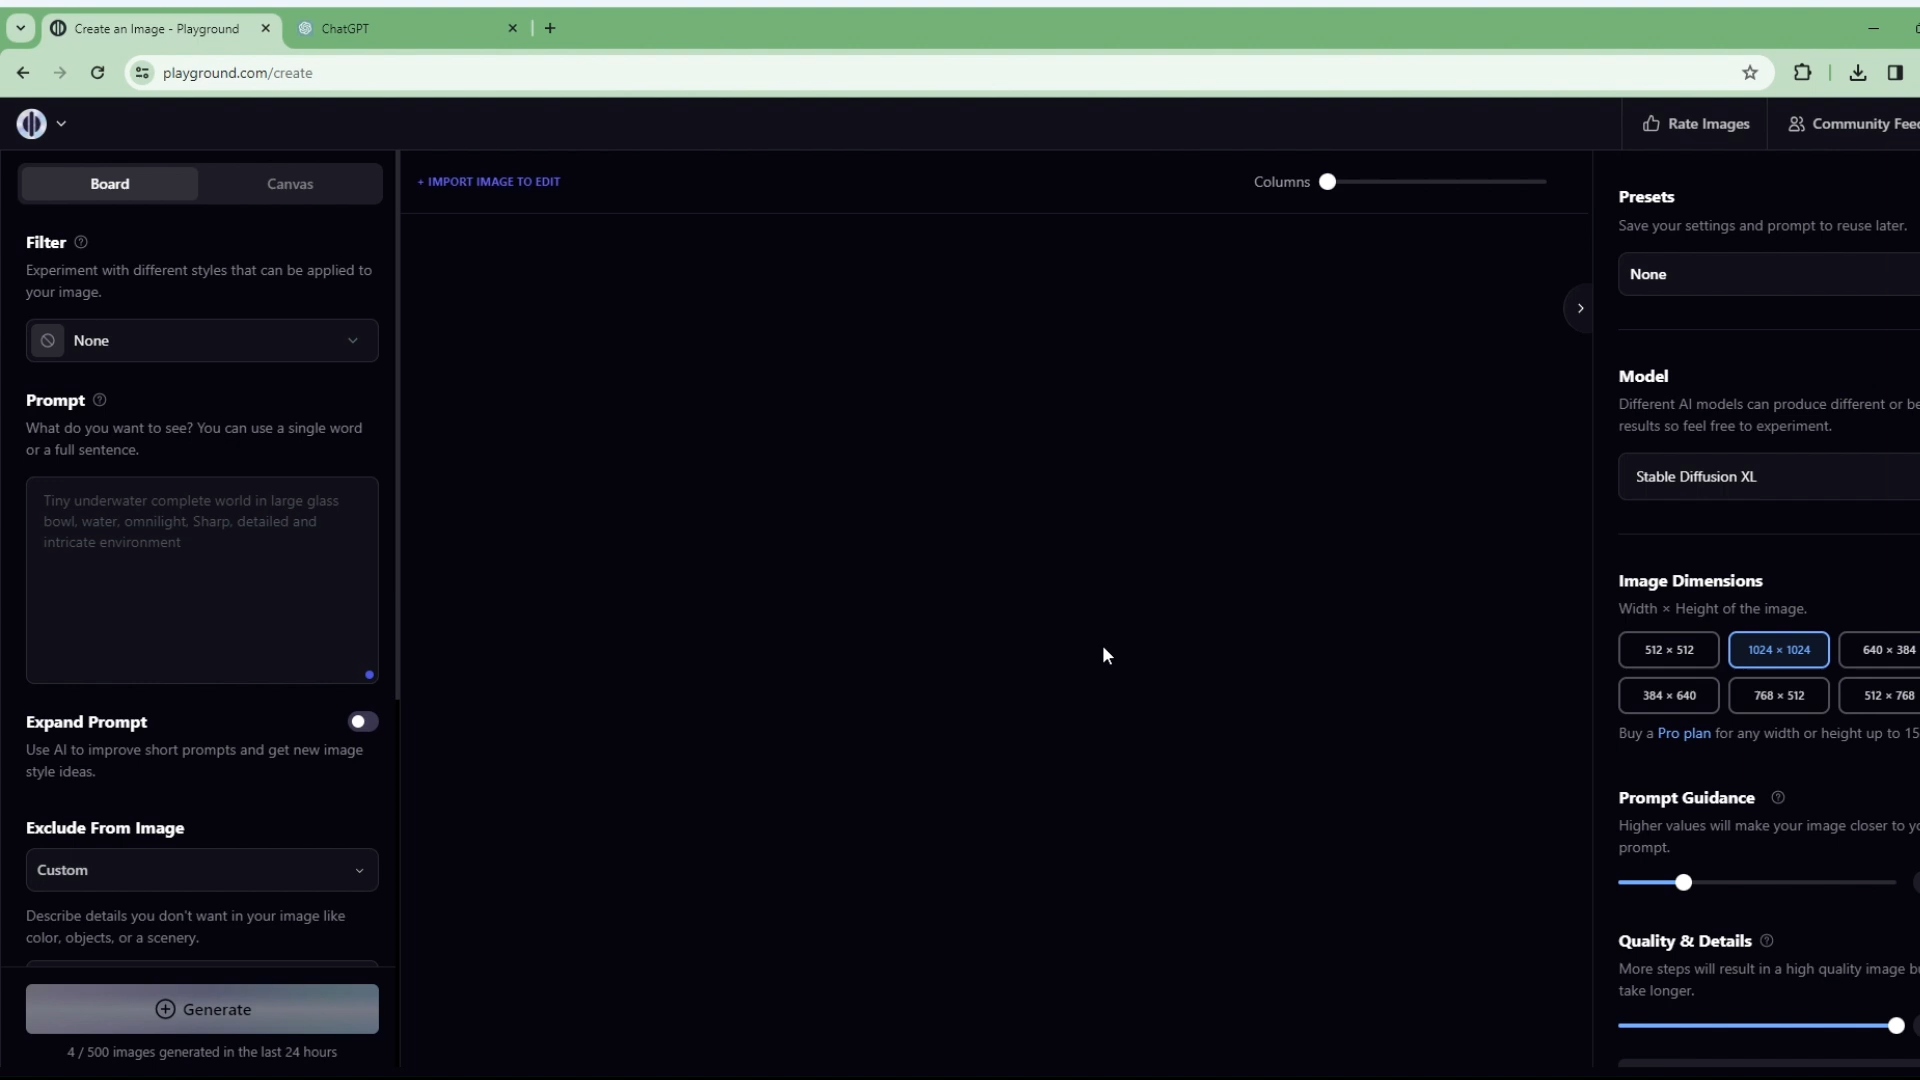 Create an Image - Playground
ChatGPT
playground.com/create
Rate Images
Community Feed
Board
Canvas
+ IMPORT IMAGE TO EDIT
Columns
Filter
Experiment with different styles that can be applied to
your image.
None
Prompt
What do you want to see? You can use a single word
or a full sentence.
Tiny underwater complete world in large glass
bowl, water, omnilight, Sharp, detailed and
intricate environment
Expand Prompt
Use AI to improve short prompts and get new image
style ideas.
Exclude From Image
Custom
Describe details you don't want in your image like
color, objects, or a scenery.
Generate
4 / 500 images generated in the last 24 hours
Presets
Save your settings and prompt to reuse later.
None
Model
Different AI models can produce different or
results so feel free to experiment.
Stable Diffusion XL
Image Dimensions
Width × Height of the image.
512 × 512
1024 × 1024
640 × 384
384 × 640
768 × 512
512 × 768
Buy a Pro plan for any width or height up to
Prompt Guidance
Higher values will make your image closer to
prompt.
Quality & Details
More steps will result in a high quality image
take longer.